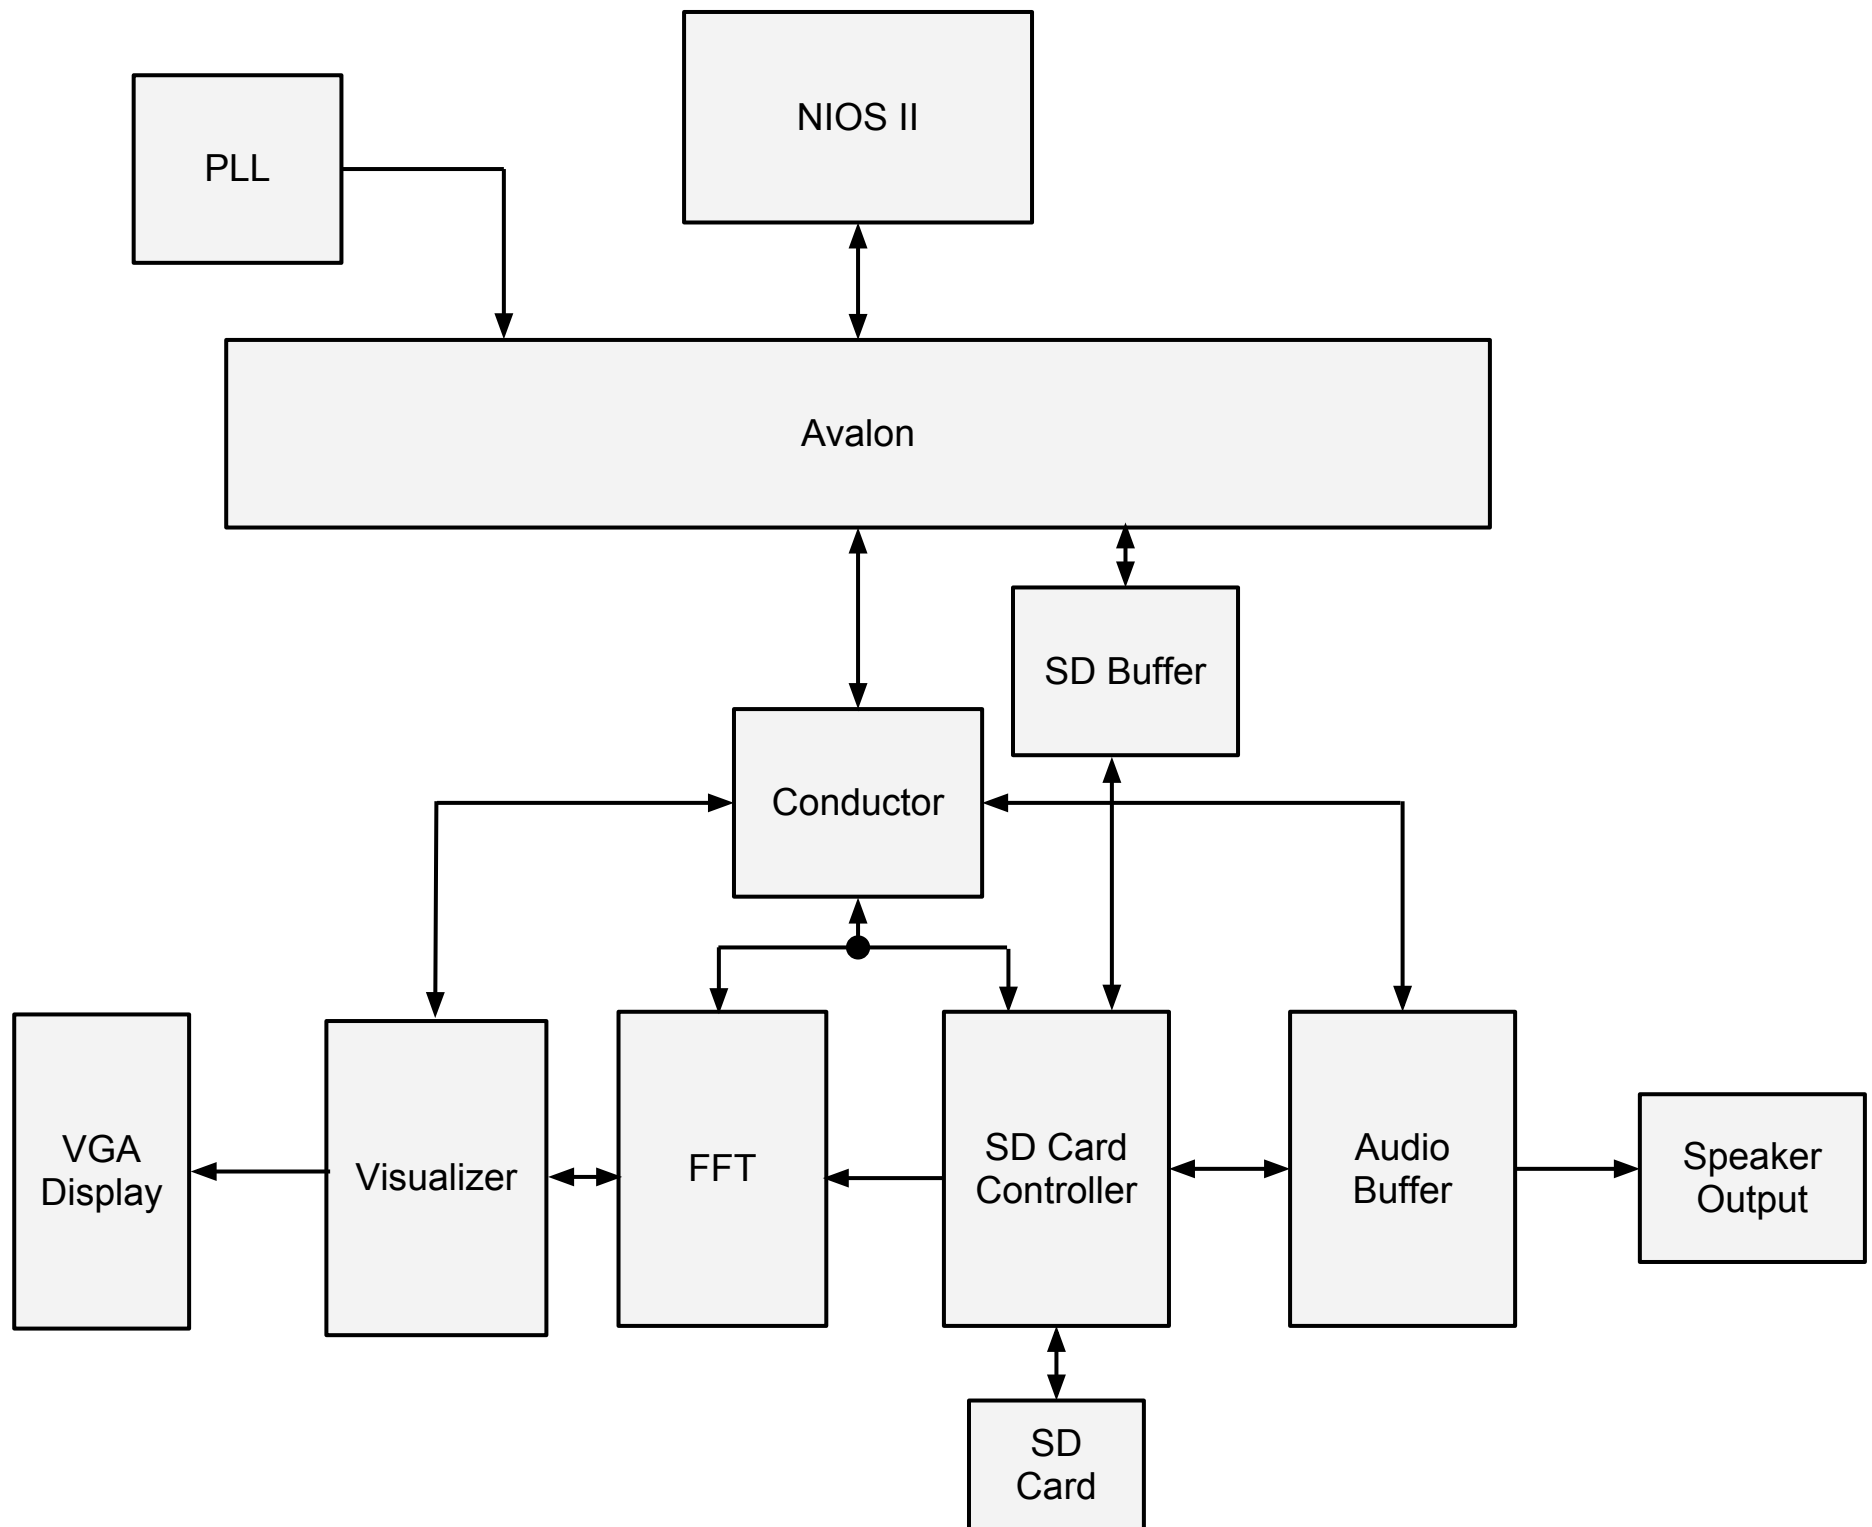 NIOS II
PLL
Avalon
SD Buffer
Conductor
VGA
Display
Visualizer
FFT
SD Card
Controller
Audio
Buffer
Speaker
Output
SD
Card